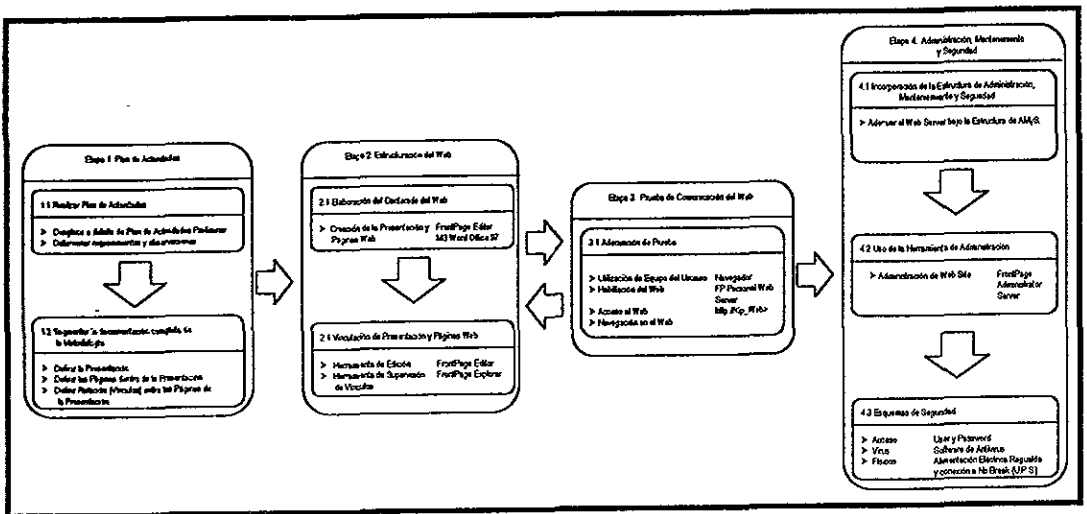 Etapa 1. Plan de Actividades
1.1 Realizar Plan de Actividades
> Desglose a detalle de Plan de Actividades Preliminar
> Determinar requerimientos y observaciones
1.2 Segmentar la documentación completa de
la Metodología
> Definir la Presentación
> Definir las Páginas dentro de la Presentación
> Definir Relación (Vínculos) entre las Páginas de
la Presentación
Etapa 2. Estructuración del Web
2.1 Elaboración del Contenido del Web
> Creación de la Presentación y FrontPage Editor
Páginas Web MS Word Office 97
2.1 Vinculación de Presentación y Páginas Web
> Herramienta de Edición FrontPage Editor
> Herramienta de Supervisión FrontPage Explorer
de Vínculos
Etapa 3. Prueba de Comunicación del Web
3.1 Adecuación de Prueba
> Utilización de Equipo del Usuario Navegador
> Habilitación del Web FP Personal Web
Server
> Acceso al Web
> Navegación en el Web
Etapa 4. Administración, Mantenimiento
y Seguridad
4.1 Incorporación de la Estructura de Administración,
Mantenimiento y Seguridad
> Adecuar el Web Server bajo la Estructura de AMyS.
4.2 Uso de la Herramienta de Administración
> Administración de Web Site FrontPage
Administrator
Server
4.3 Esquemas de Seguridad
> Acceso User y Password
> Virus Software de Antivirus
> Físicos Alimentación Eléctrica Regulada
y conexión a No Break (U.P.S)